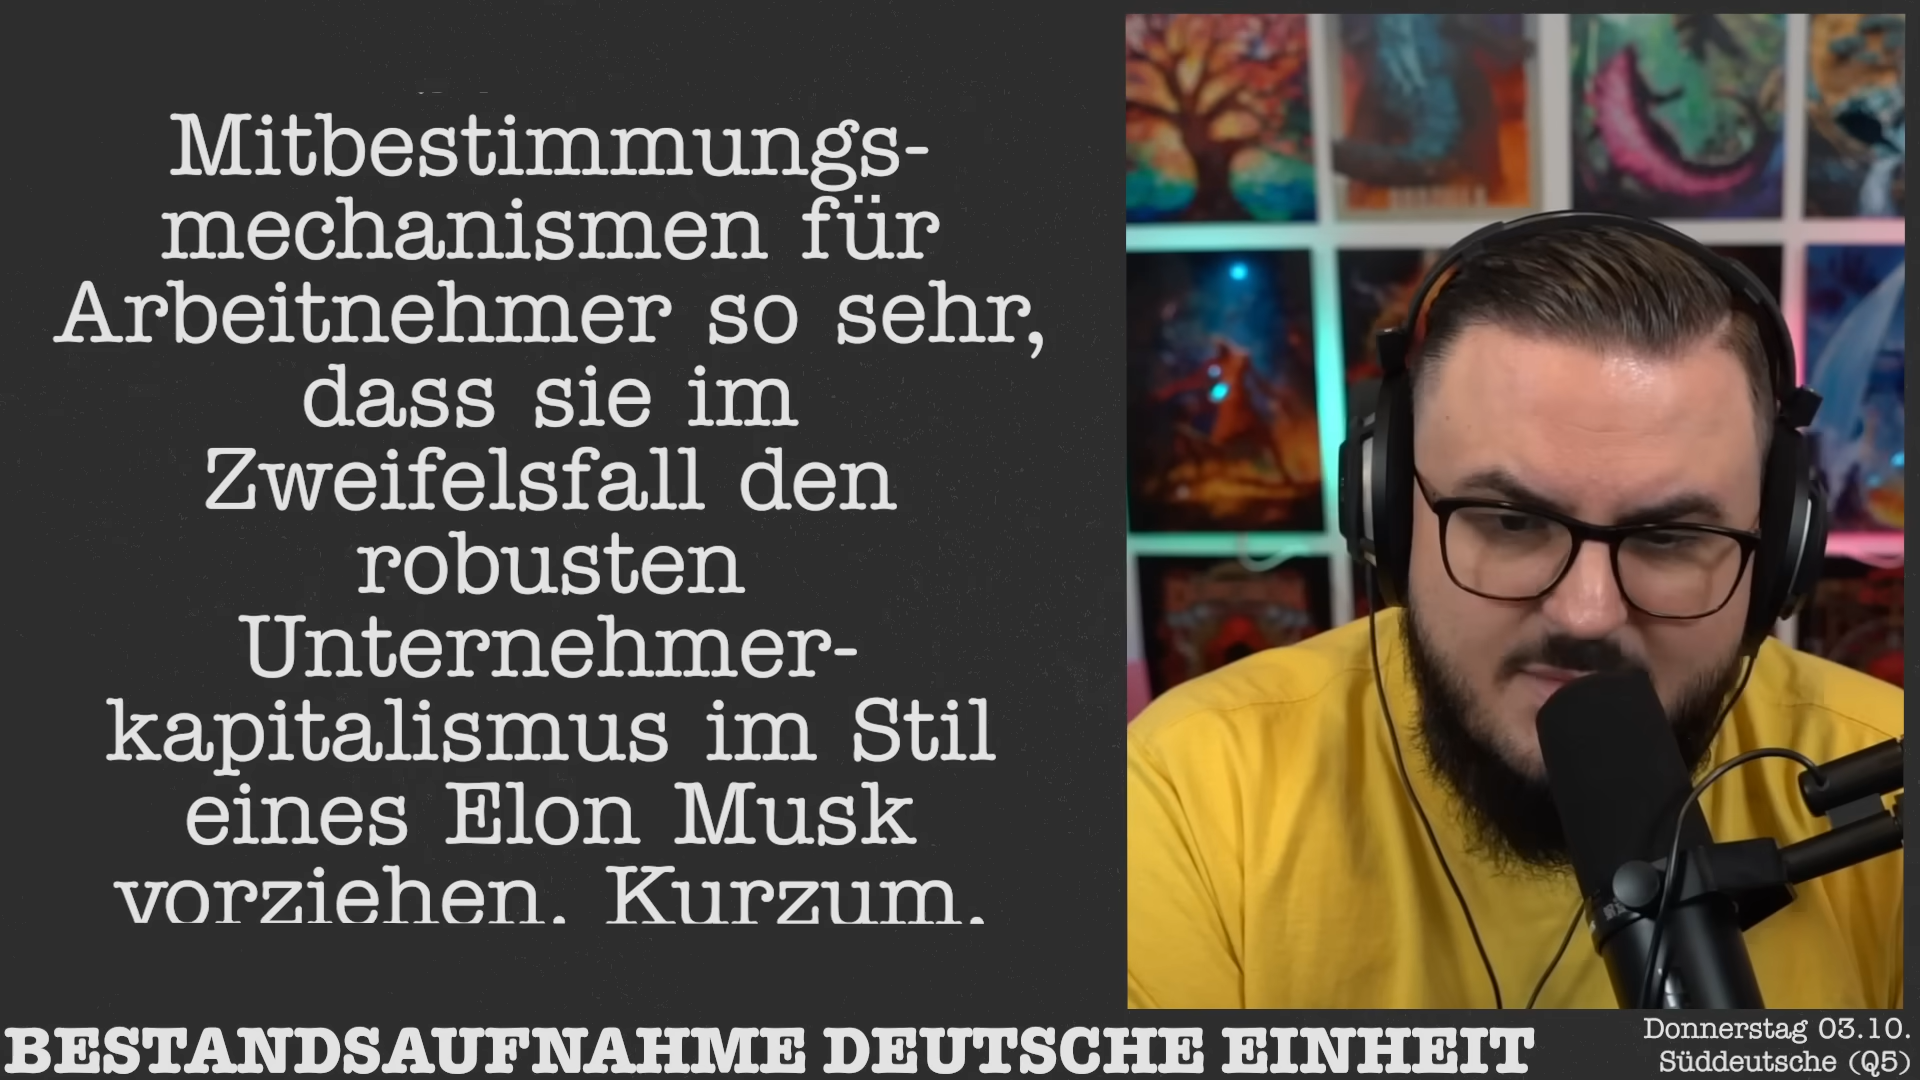 Mitbestimmungs-
mechanismen für
Arbeitnehmer so sehr,
dass sie im
Zweifelsfall den
robusten
Unternehmer-
kapitalismus im Stil
eines Elon Musk
vorziehen. Kurzum,
BESTANDSAUFNAHME DEUTSCHE EINHEIT
Donnerstag 03.10.
Süddeutsche (Q5)